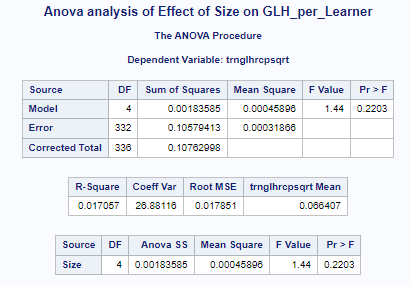 Anova analysis of Effect of Size on GLH_per_Learner
The ANOVA Procedure
Dependent Variable: trnglhrcpsqrt
Source DF Sum of Squares Mean Square F Value Pr > F
Model 4 0.00183585 0.00045896 1.44 0.2203
Error 332 0.10579413 0.00031866
Corrected Total 336 0.10762998
R-Square Coeff Var Root MSE trnglhrcpsqrt Mean
0.017057 26.88116 0.017851 0.066407
Source DF Anova SS Mean Square F Value Pr > F
Size 4 0.00183585 0.00045896 1.44 0.2203